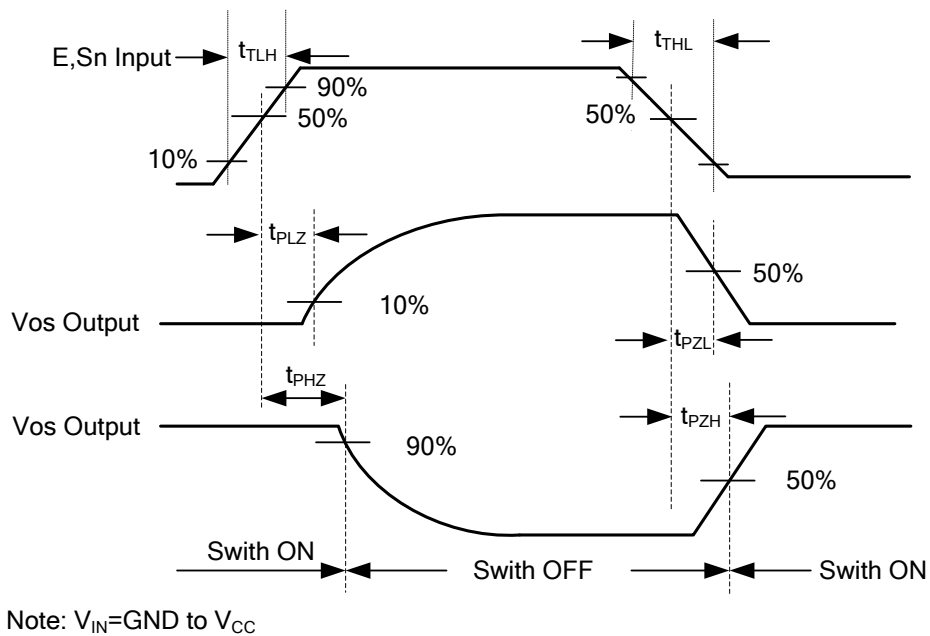 E,Sn Input
tTLH
tTHL
90%
50%
50%
10%
tPLZ
50%
10%
Vos Output
tPZL
tPHZ
tPZH
Vos Output
90%
50%
Swith ON
Swith OFF
Swith ON
Note: VIN=GND to VCC